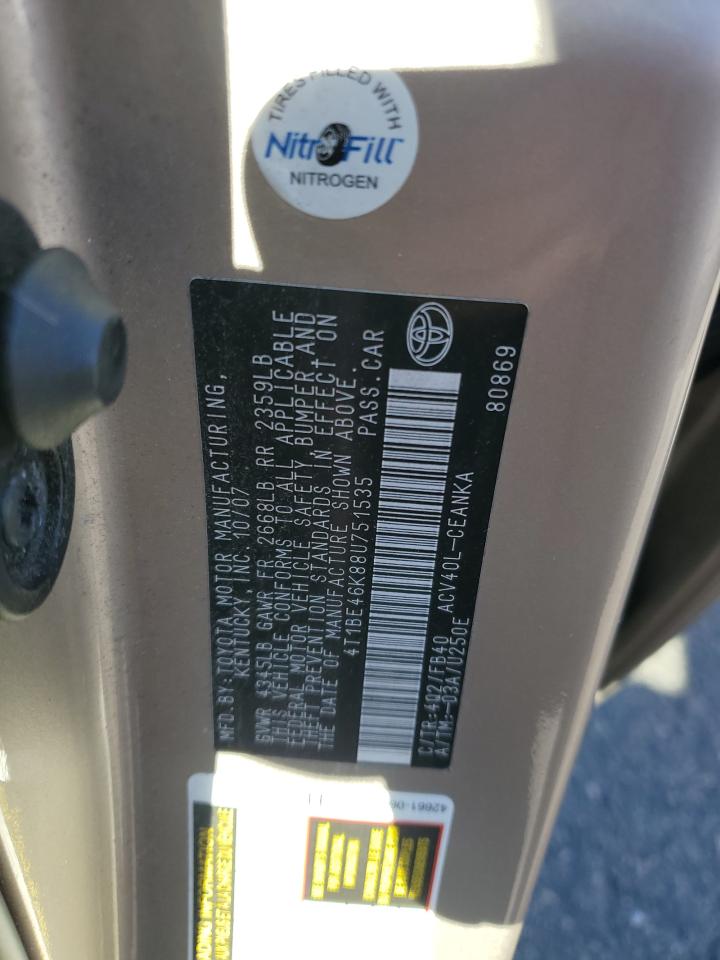 TIRES FILLED WITH
NitroFill
NITROGEN
MFD. BY: TOYOTA MOTOR MANUFACTURING,
KENTUCKY, INC. 10/07
GVWR 4345LB GAWR FR 2668LB RR 2359LB
THIS VEHICLE CONFORMS TO ALL APPLICABLE
FEDERAL MOTOR VEHICLE SAFETY, BUMPER AND
THEFT PREVENTION STANDARDS IN EFFECT ON
THE DATE OF MANUFACTURE SHOWN ABOVE.
4T1BE46K88U751535 PASS.CAR
C/TR:4Q2/FB40 ACV40L-CEANKA
A/TM:-03A/U250E
80869